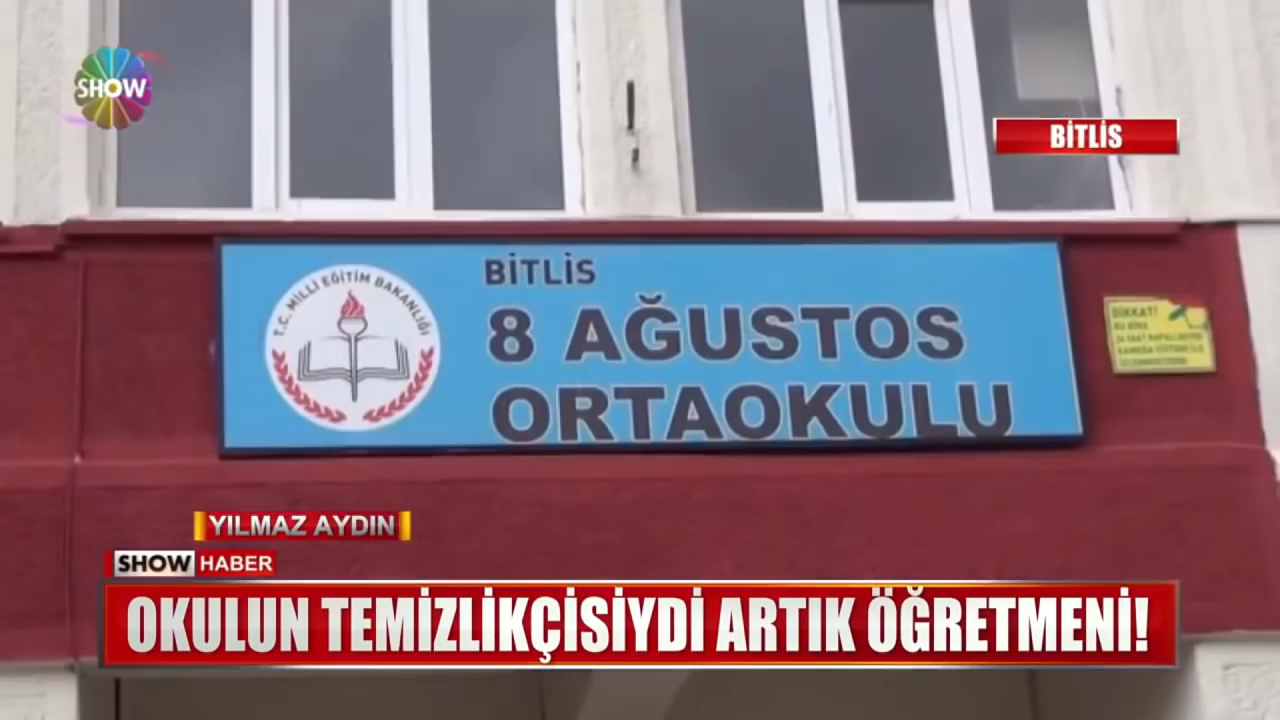 SHOW
BİTLİS
BİTLİS
T.C. MİLLİ EĞİTİM BAKANLIĞI
8 AĞUSTOS
ORTAOKULU
DİKKAT!
YILMAZ AYDIN
SHOW HABER
OKULUN TEMİZLİKÇİSİYDİ ARTIK ÖĞRETMENİ!
SHOW